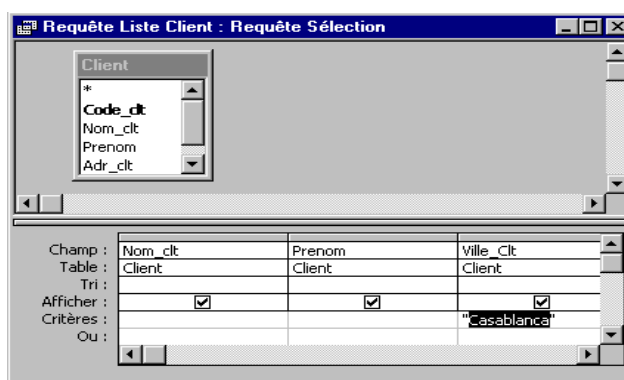 Requête Liste Client : Requête Sélection
Client
*
Code_clt
Nom_clt
Prenom
Adr_clt
Champ : Nom_clt Prenom Ville_Clt
Table : Client Client Client
Tri :
Afficher :
Critères : "Casablanca"
Ou :